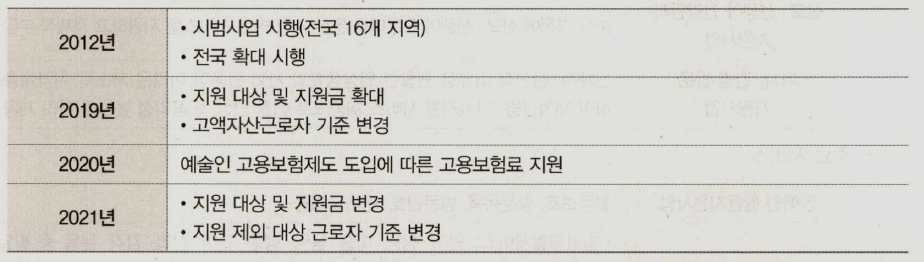 2012년
• 시범사업 시행(전국 16개 지역)
• 전국 확대 시행
2019년
• 지원 대상 및 지원금 확대
• 고액자산근로자 기준 변경
2020년
예술인 고용보험제도 도입에 따른 고용보험료 지원
2021년
• 지원 대상 및 지원금 변경
• 지원 제외 대상 근로자 기준 변경